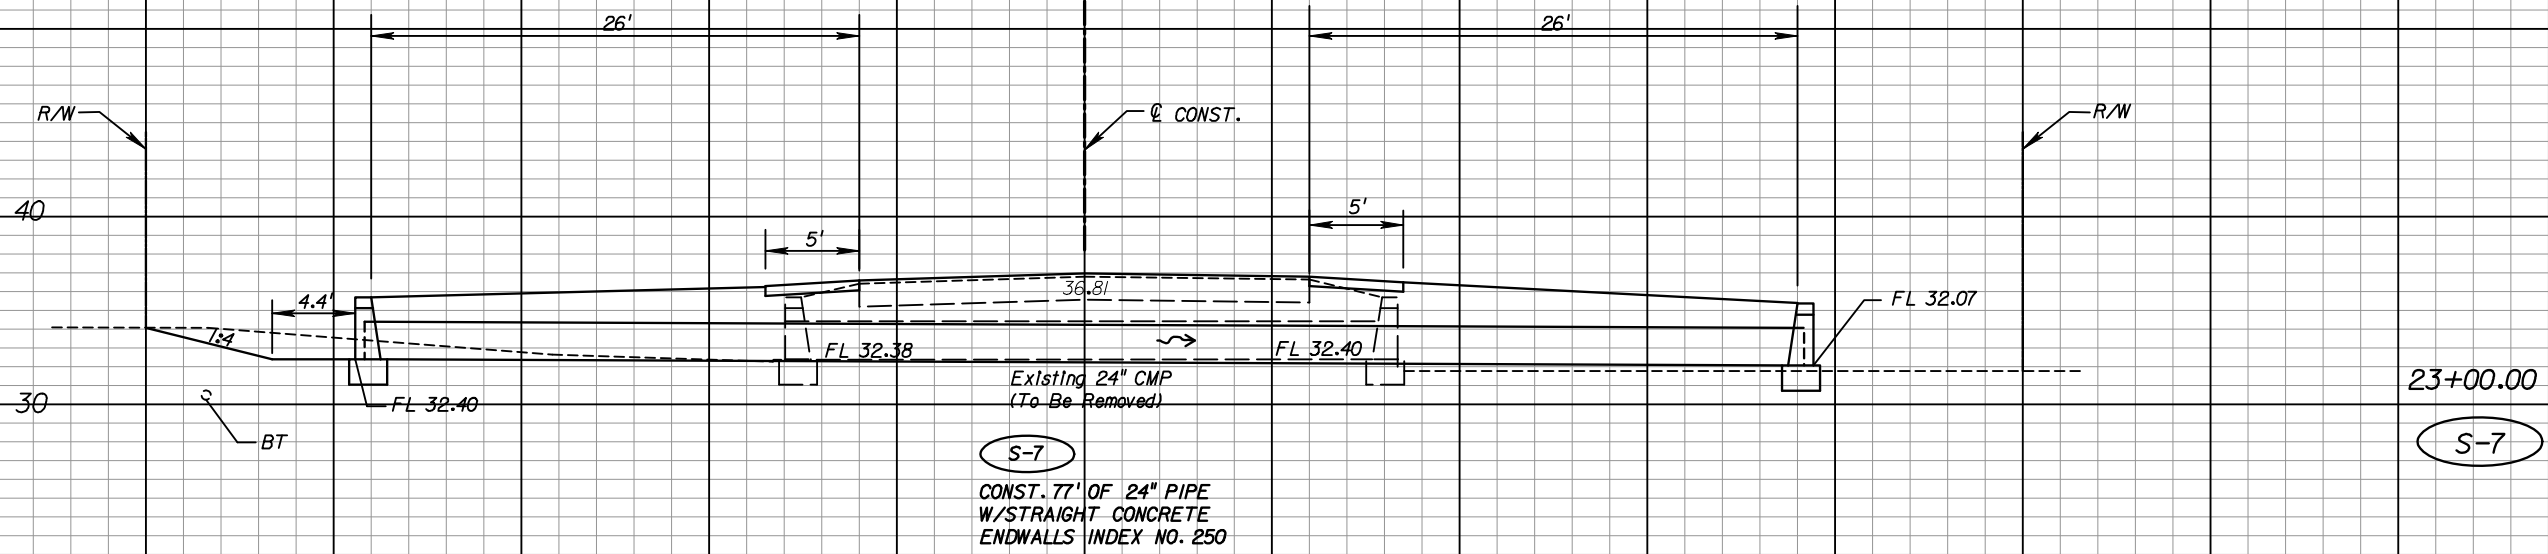 26'
26'
R/W
℄ CONST.
R/W
40
5'
5'
36.81
4.4'
FL 32.07
1:4
FL 32.38
FL 32.40
Existing 24" CMP
(To Be Removed)
23+00.00
30
FL 32.40
BT
S-7
S-7
CONST. 77' OF 24" PIPE
W/STRAIGHT CONCRETE
ENDWALLS INDEX NO. 250